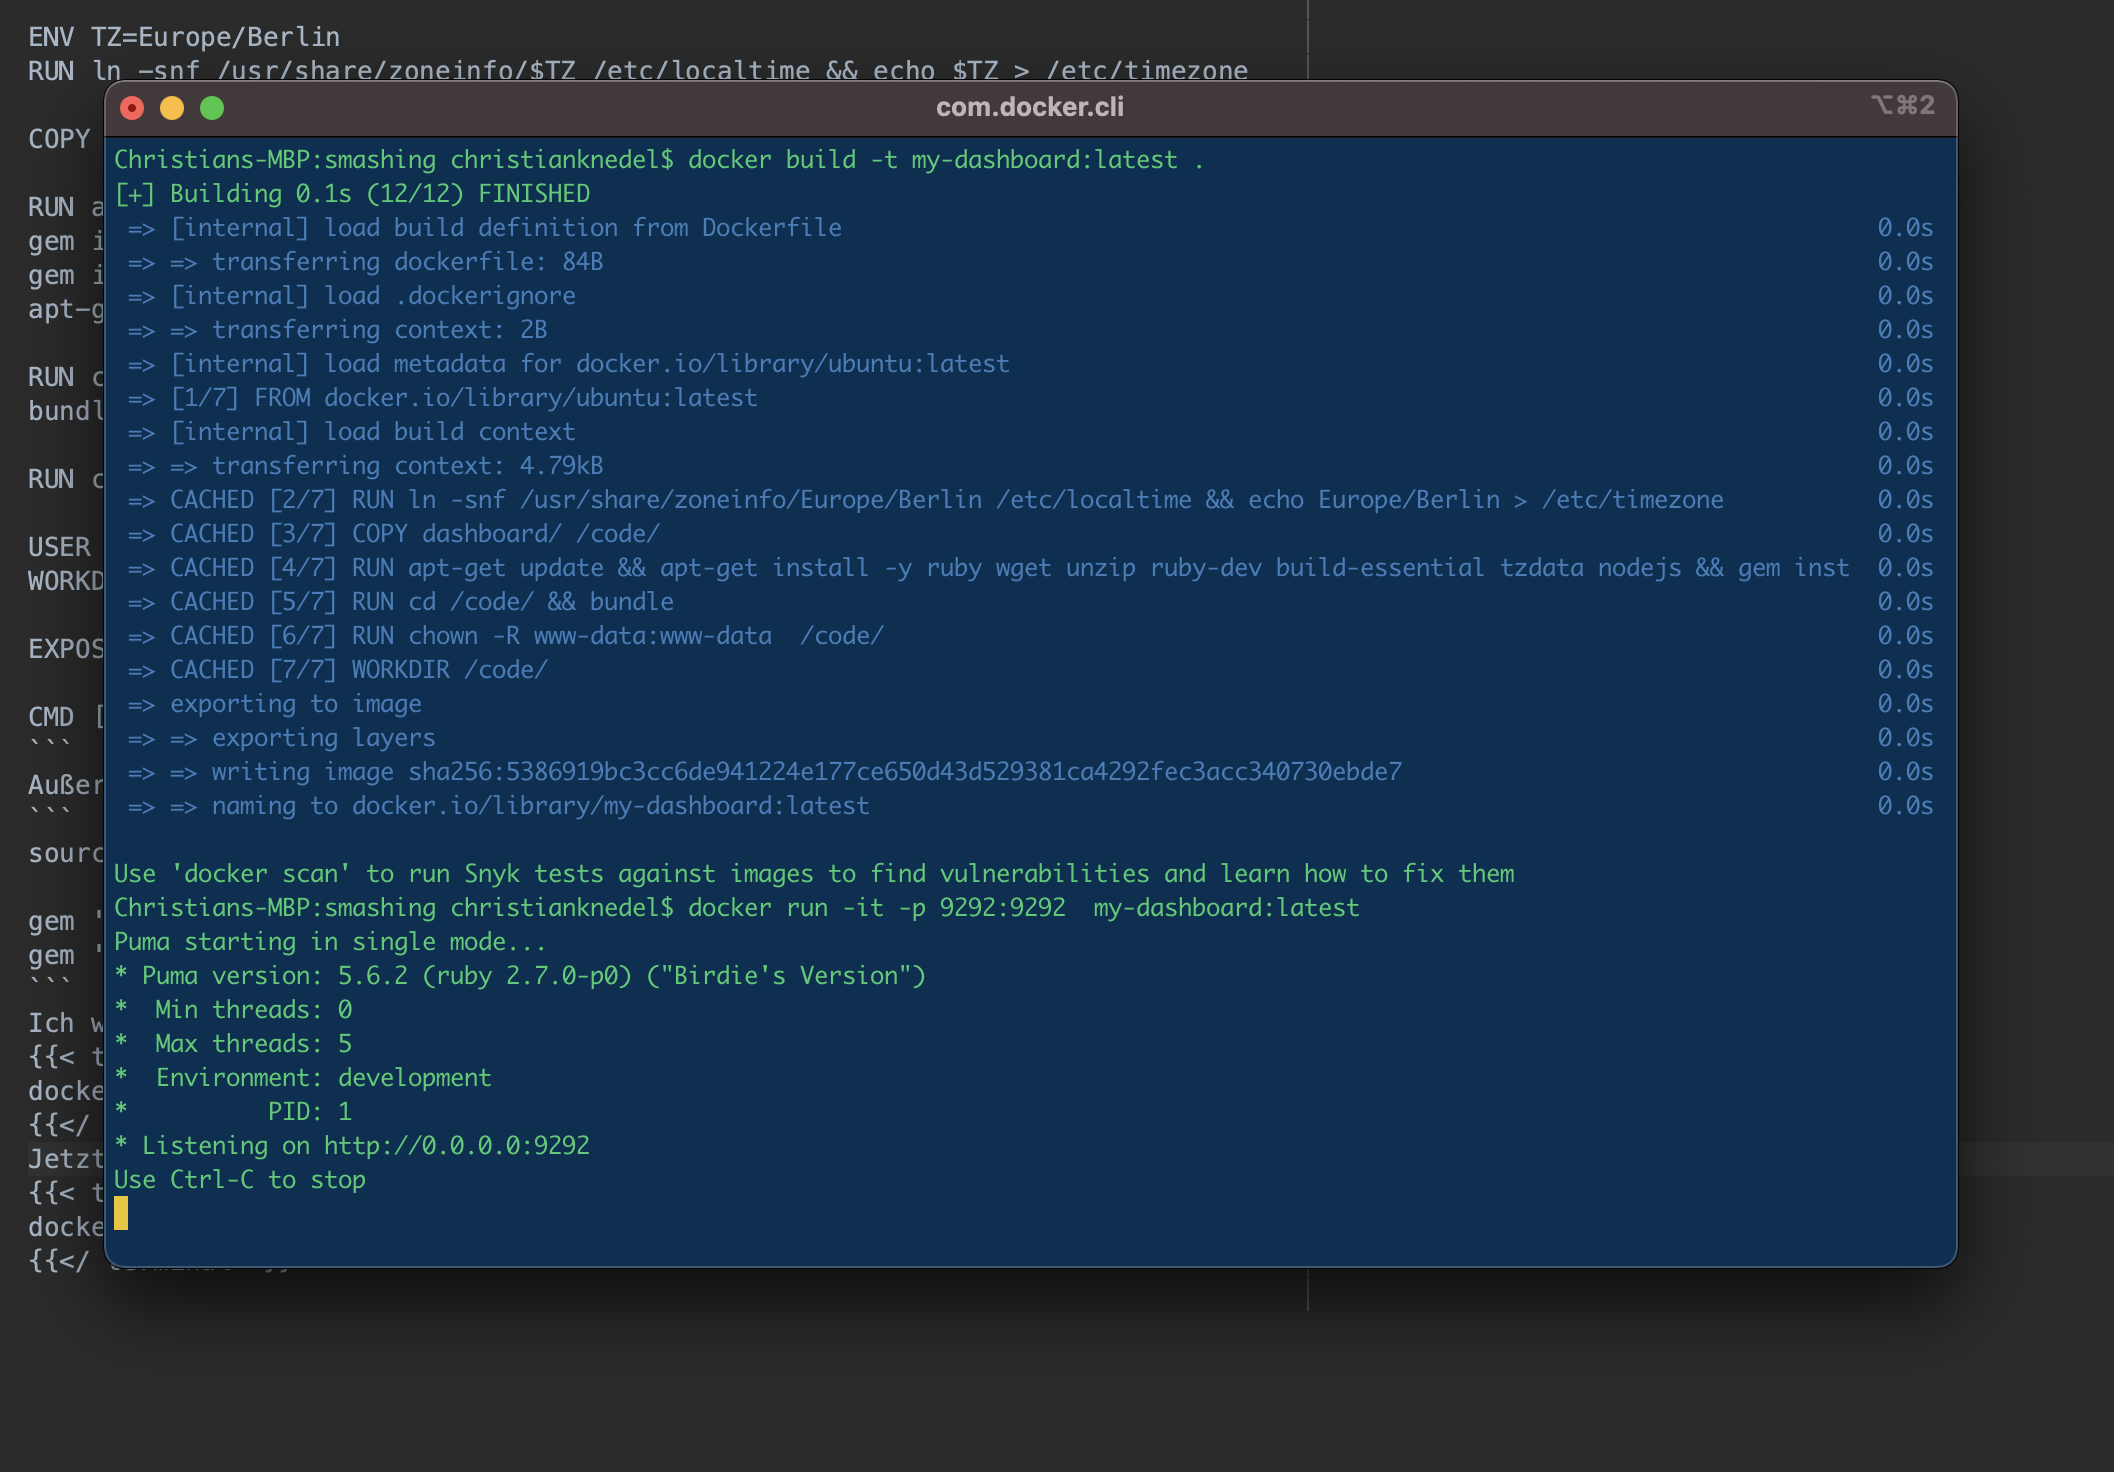 ENV TZ=Europe/Berlin
RUN ln -snf /usr/share/zoneinfo/$TZ /etc/localtime && echo $TZ > /etc/timezone
COPY
RUN a
gem i
gem i
apt-g
RUN c
bundl
RUN c
USER
WORKD
EXPOS
CMD [
```
Außer
```
sourc
gem '
gem '
```
Ich w
{{< t
docke
{{</
Jetzt
{{< t
docke
{{</
com.docker.cli
⌥⌘2
Christians-MBP:smashing christianknedel$ docker build -t my-dashboard:latest .
[+] Building 0.1s (12/12) FINISHED
=> [internal] load build definition from Dockerfile 0.0s
=> => transferring dockerfile: 84B 0.0s
=> [internal] load .dockerignore 0.0s
=> => transferring context: 2B 0.0s
=> [internal] load metadata for docker.io/library/ubuntu:latest 0.0s
=> [1/7] FROM docker.io/library/ubuntu:latest 0.0s
=> [internal] load build context 0.0s
=> => transferring context: 4.79kB 0.0s
=> CACHED [2/7] RUN ln -snf /usr/share/zoneinfo/Europe/Berlin /etc/localtime && echo Europe/Berlin > /etc/timezone 0.0s
=> CACHED [3/7] COPY dashboard/ /code/ 0.0s
=> CACHED [4/7] RUN apt-get update && apt-get install -y ruby wget unzip ruby-dev build-essential tzdata nodejs && gem inst 0.0s
=> CACHED [5/7] RUN cd /code/ && bundle 0.0s
=> CACHED [6/7] RUN chown -R www-data:www-data  /code/ 0.0s
=> CACHED [7/7] WORKDIR /code/ 0.0s
=> exporting to image 0.0s
=> => exporting layers 0.0s
=> => writing image sha256:5386919bc3cc6de941224e177ce650d43d529381ca4292fec3acc340730ebde7 0.0s
=> => naming to docker.io/library/my-dashboard:latest 0.0s
Use 'docker scan' to run Snyk tests against images to find vulnerabilities and learn how to fix them
Christians-MBP:smashing christianknedel$ docker run -it -p 9292:9292  my-dashboard:latest
Puma starting in single mode...
* Puma version: 5.6.2 (ruby 2.7.0-p0) ("Birdie's Version")
*  Min threads: 0
*  Max threads: 5
*  Environment: development
*          PID: 1
* Listening on http://0.0.0.0:9292
Use Ctrl-C to stop